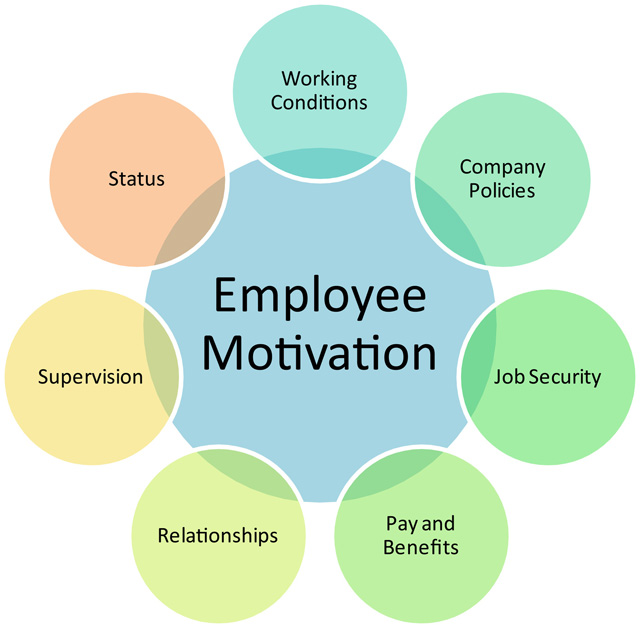 Working
Conditions
Company
Policies
Job Security
Pay and
Benefits
Relationships
Supervision
Status
Employee
Motivation